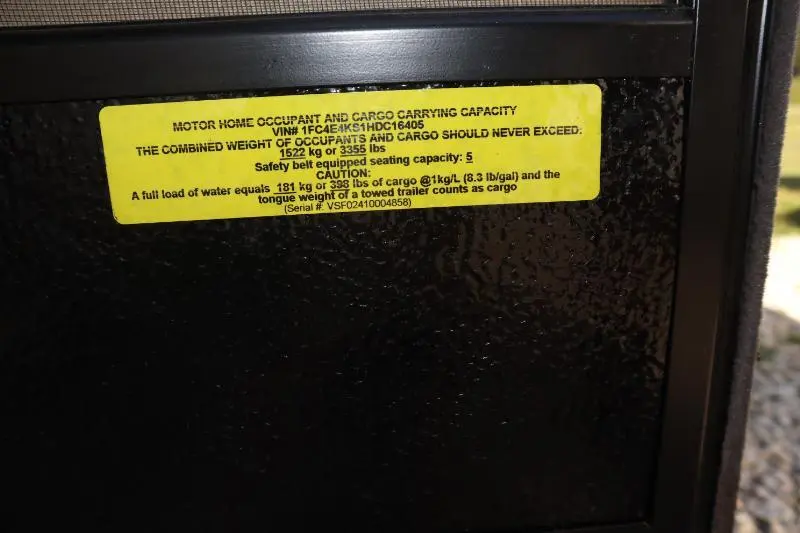 MOTOR HOME OCCUPANT AND CARGO CARRYING CAPACITY
VIN# 1FC4E4KS1HDC16405
THE COMBINED WEIGHT OF OCCUPANTS AND CARGO SHOULD NEVER EXCEED:
1522 kg or 3355 lbs
Safety belt equipped seating capacity: 5
CAUTION:
A full load of water equals 181 kg or 398 lbs of cargo @1kg/L (8.3 lb/gal) and the
tongue weight of a towed trailer counts as cargo
(Serial #: VSF02410004858)